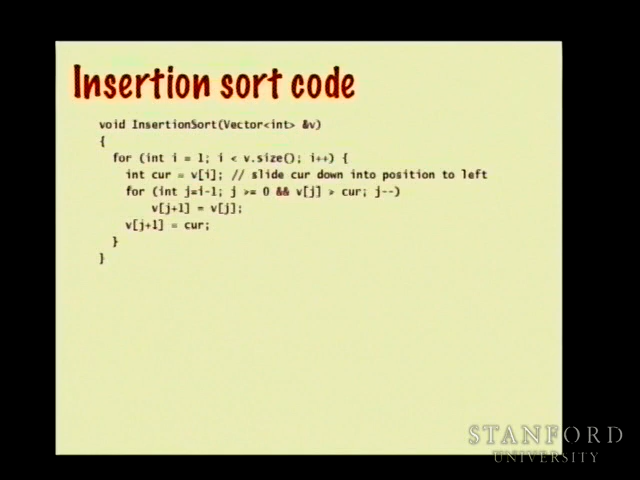 Insertion sort code
void InsertionSort(Vector<int> &v)
{
for (int i = 1; i < v.size(); i++) {
int cur = v[i]; // slide cur down into position to left
for (int j=i-1; j >= 0 && v[j] > cur; j--)
v[j+1] = v[j];
v[j+1] = cur;
}
}
STANFORD
UNIVERSITY